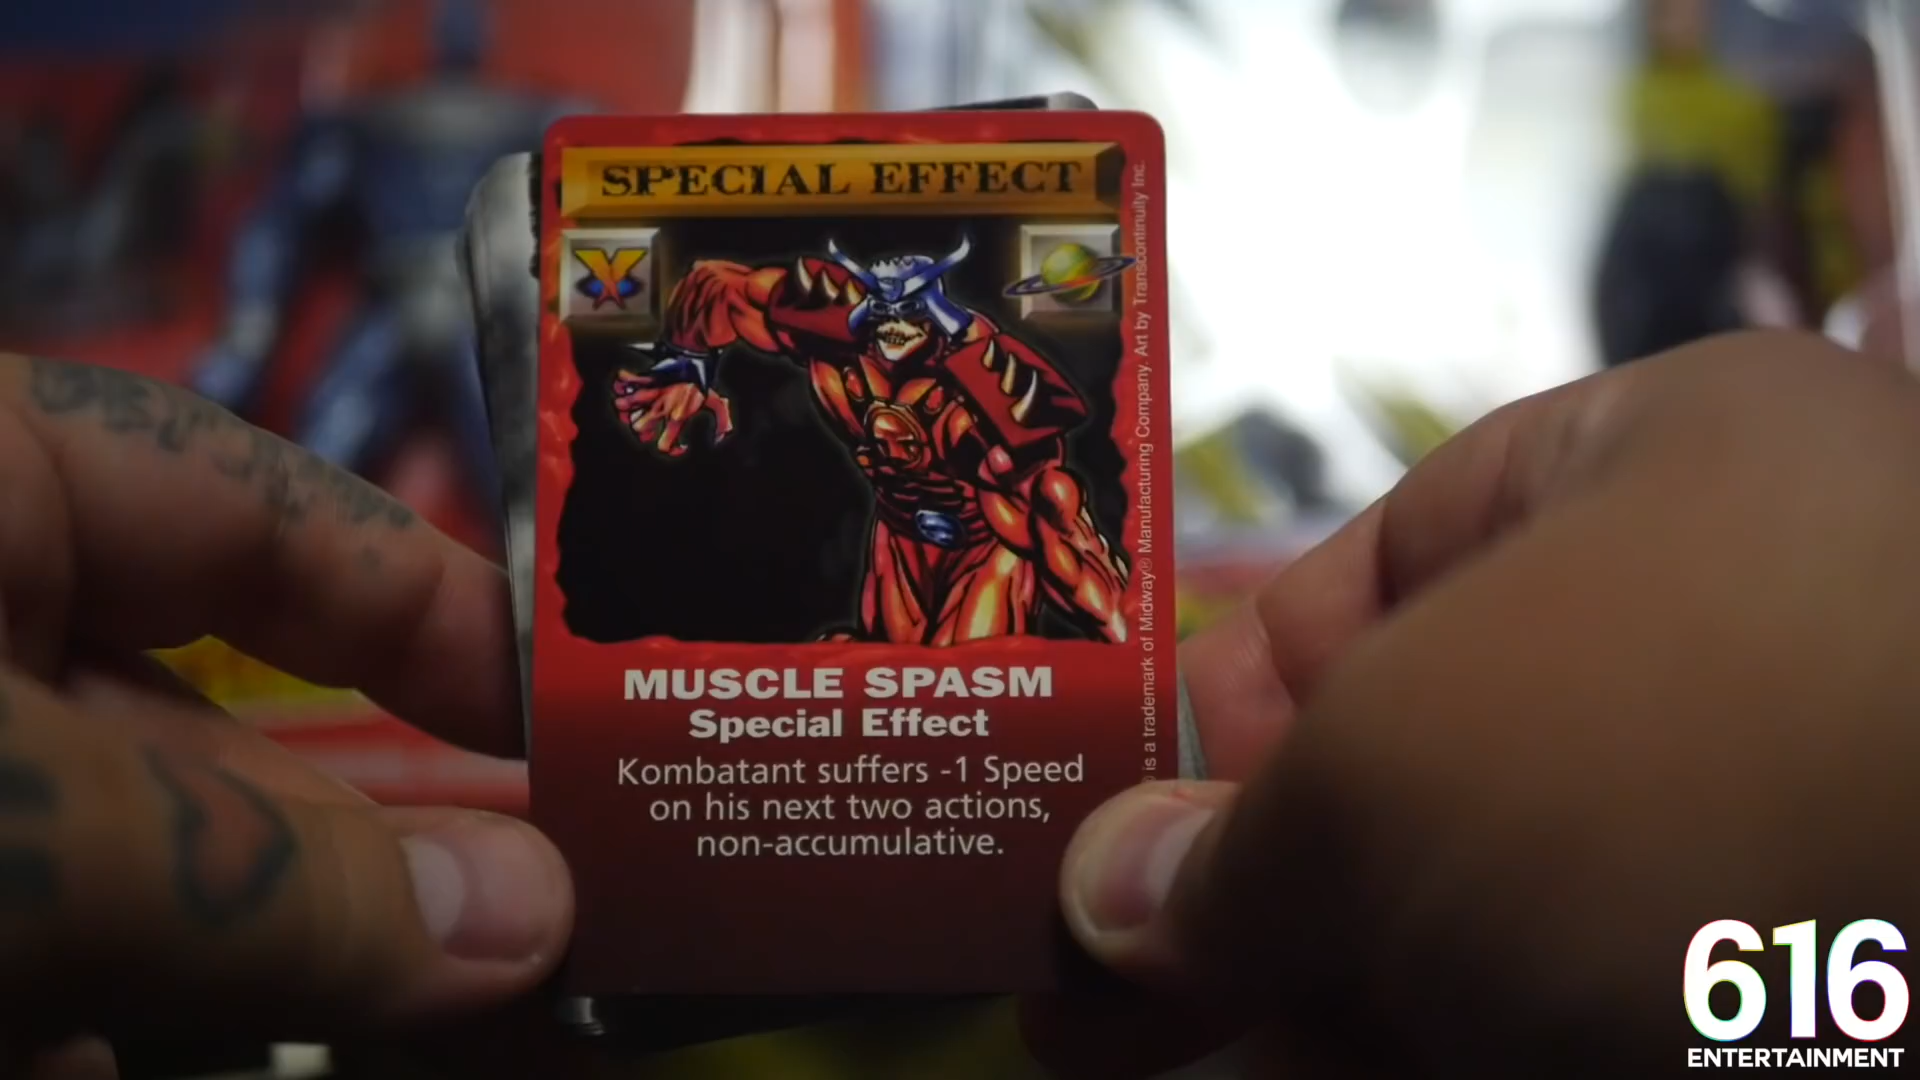 SPECIAL EFFECT
is a trademark of Midway® Manufacturing Company. Art by Transcontinuity Inc.
MUSCLE SPASM
Special Effect
Kombatant suffers -1 Speed
on his next two actions,
non-accumulative.
616
ENTERTAINMENT